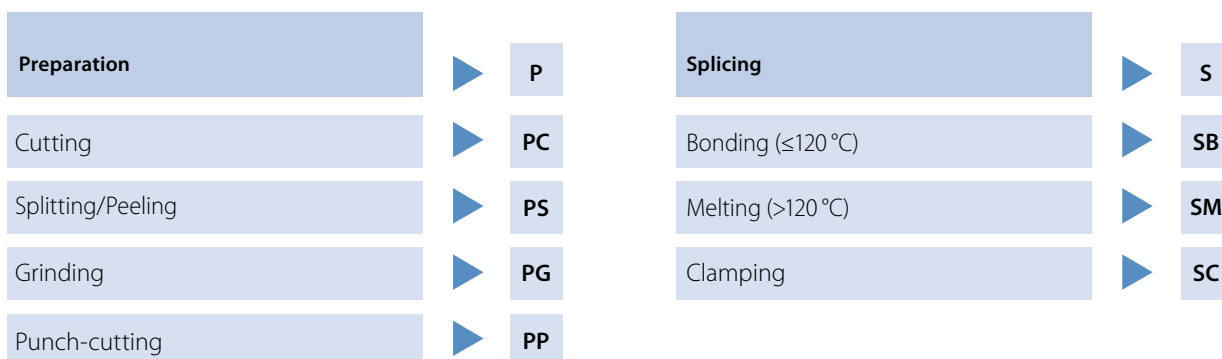 Preparation
P
Cutting
PC
Splitting/Peeling
PS
Grinding
PG
Punch-cutting
PP
Splicing
S
Bonding (≤120 °C)
SB
Melting (>120 °C)
SM
Clamping
SC